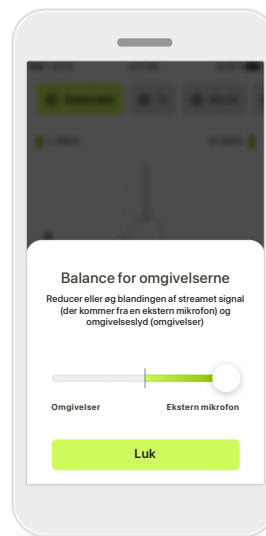 Balance for omgivelserne
Reducer eller øg blandingen af streamet signal
(der kommer fra en ekstern mikrofon) og
omgivelseslyd (omgivelser)
Omgivelser Ekstern mikrofon
Luk